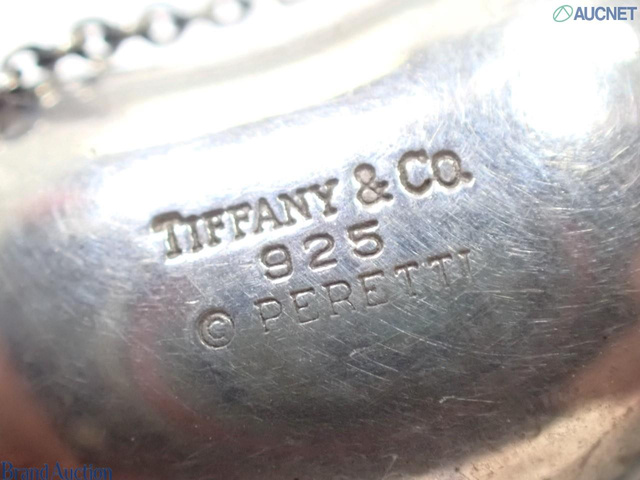 AUCNET
TIFFANY & CO.
925
© PERETTI
Brand Auction